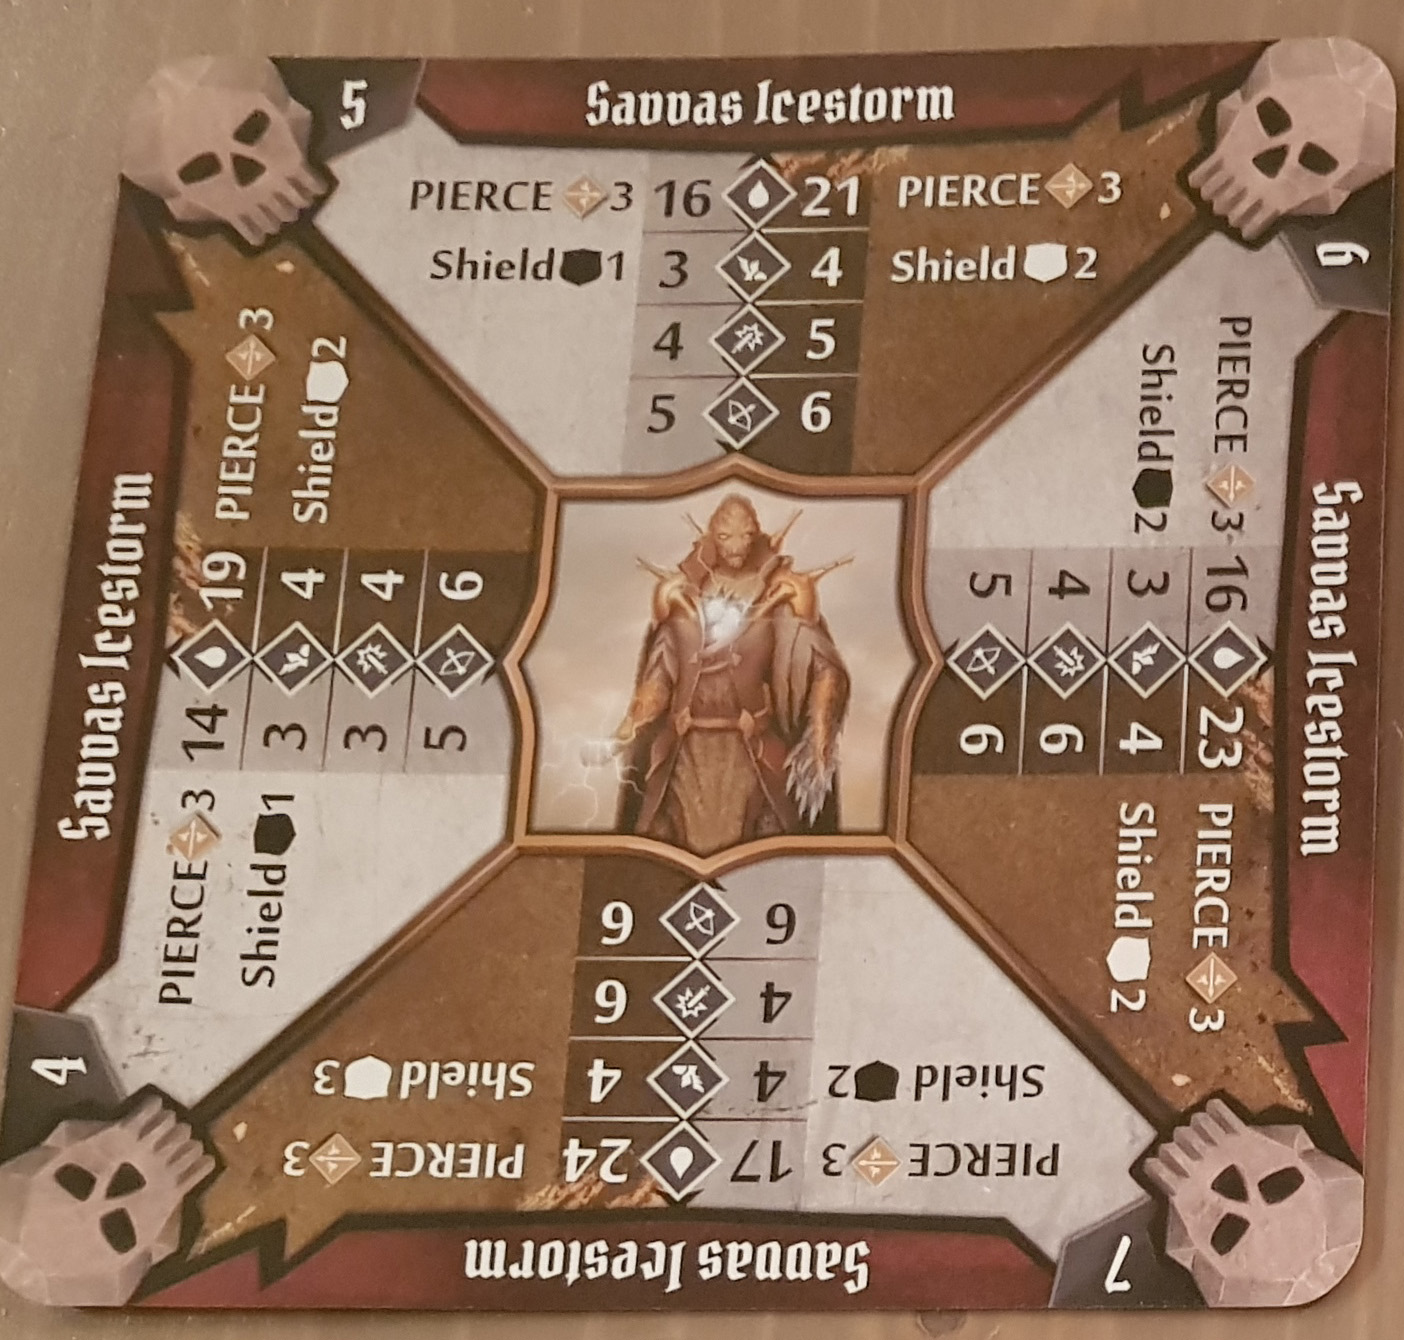 5
Savvas Icestorm
PIERCE 3 16 21 PIERCE 3
Shield 1 3 4 Shield 2
4 5
5 6
6
Savvas Icestorm
PIERCE 3 16 23 PIERCE 3
Shield 2 3 4 Shield 2
4 6
5 6
7
Savvas Icestorm
PIERCE 3 17 24 PIERCE 3
Shield 2 4 4 Shield 3
4 6
6 6
4
Savvas Icestorm
PIERCE 3 14 19 PIERCE 3
Shield 1 3 4 Shield 2
3 4
5 6